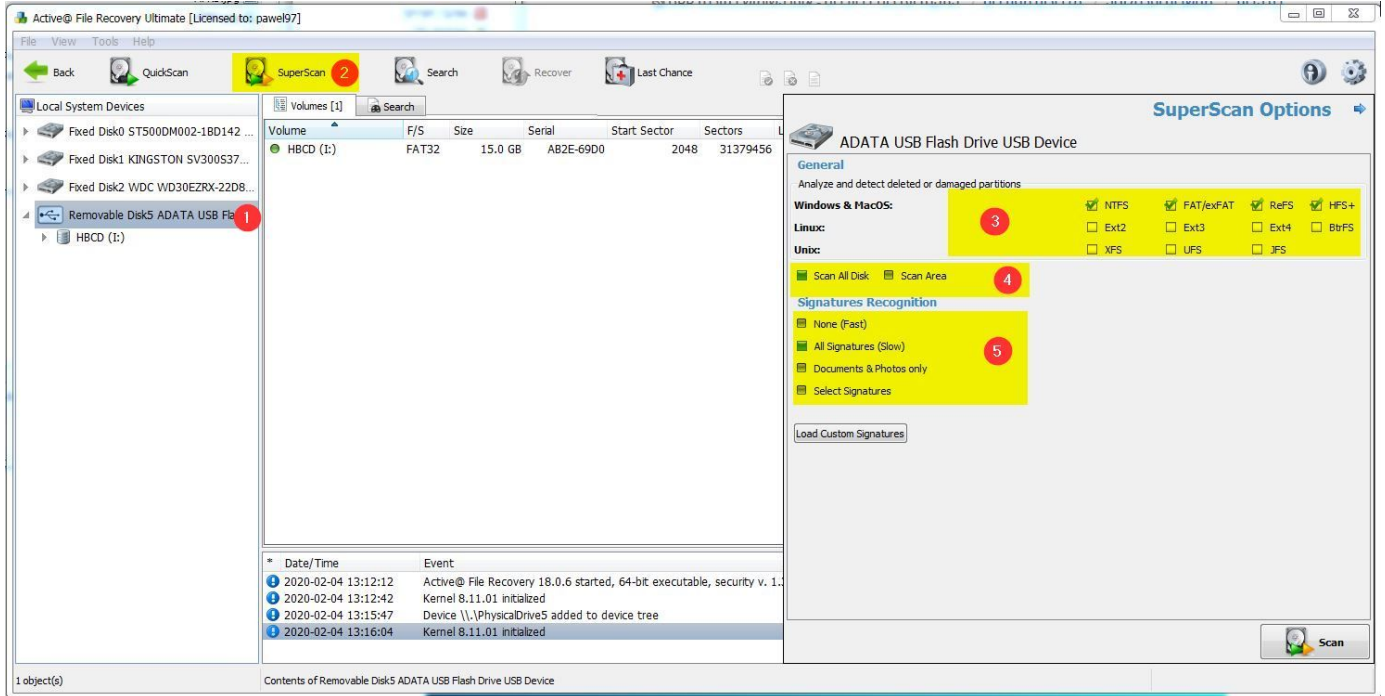 Active@ File Recovery Ultimate [Licensed to: pawel97]
File View Tools Help
Back QuickScan SuperScan 2 Search Recover Last Chance
Local System Devices
Fixed Disk0 ST500DM002-1BD142 ...
Fixed Disk1 KINGSTON SV300S37...
Fixed Disk2 WDC WD30EZRX-22D8...
Removable Disk5 ADATA USB Fla 1
HBCD (I:)
Volumes [1] Search
Volume F/S Size Serial Start Sector Sectors L
HBCD (I:) FAT32 15.0 GB AB2E-69D0 2048 31379456
SuperScan Options
ADATA USB Flash Drive USB Device
General
Analyze and detect deleted or damaged partitions
Windows & MacOS: 3 NTFS FAT/exFAT ReFS HFS+
Linux: Ext2 Ext3 Ext4 BtrFS
Unix: XFS UFS JFS
Scan All Disk Scan Area 4
Signatures Recognition
None (Fast)
All Signatures (Slow) 5
Documents & Photos only
Select Signatures
Load Custom Signatures
* Date/Time Event
2020-02-04 13:12:12 Active@ File Recovery 18.0.6 started, 64-bit executable, security v. 1.
2020-02-04 13:12:42 Kernel 8.11.01 initialized
2020-02-04 13:15:47 Device \\.\PhysicalDrive5 added to device tree
2020-02-04 13:16:04 Kernel 8.11.01 initialized
Scan
1 object(s) Contents of Removable Disk5 ADATA USB Flash Drive USB Device